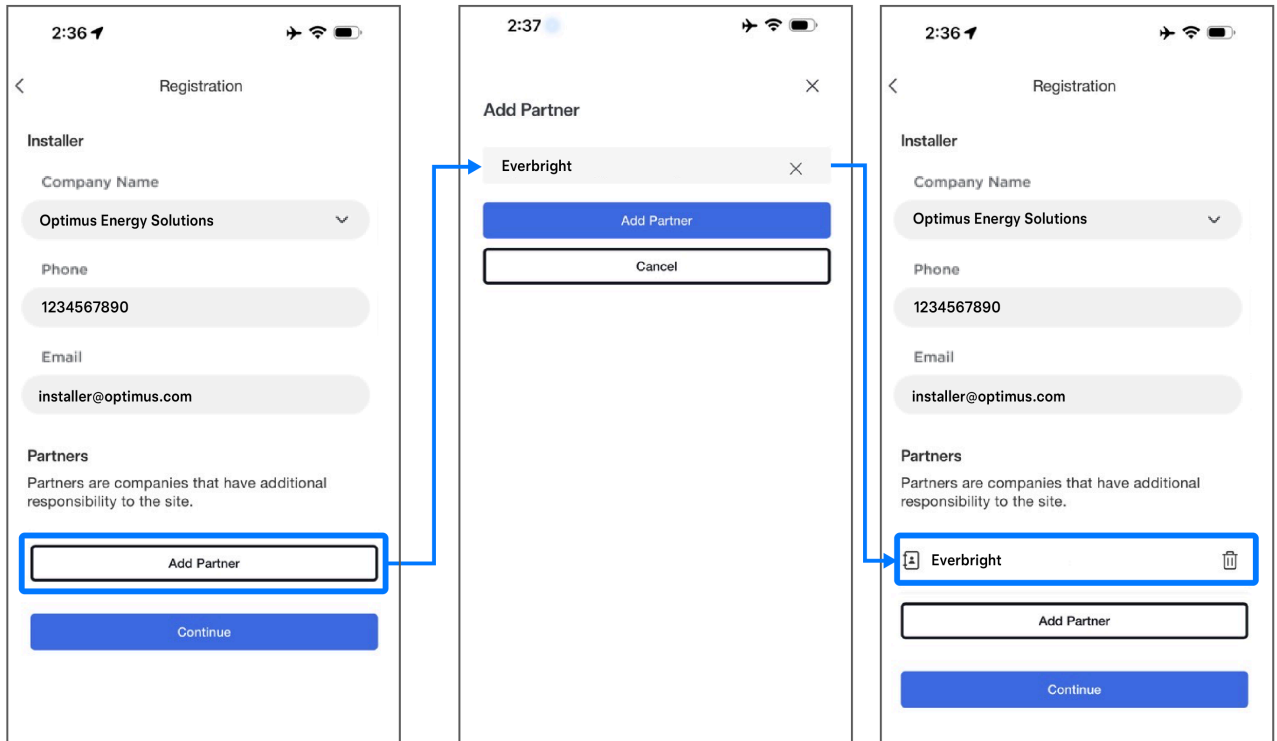 2:36
Registration
Installer
Company Name
Optimus Energy Solutions
Phone
1234567890
Email
installer@optimus.com
Partners
Partners are companies that have additional
responsibility to the site.
Add Partner
Continue
2:37
Add Partner
Everbright
Add Partner
Cancel
2:36
Registration
Installer
Company Name
Optimus Energy Solutions
Phone
1234567890
Email
installer@optimus.com
Partners
Partners are companies that have additional
responsibility to the site.
Everbright
Add Partner
Continue